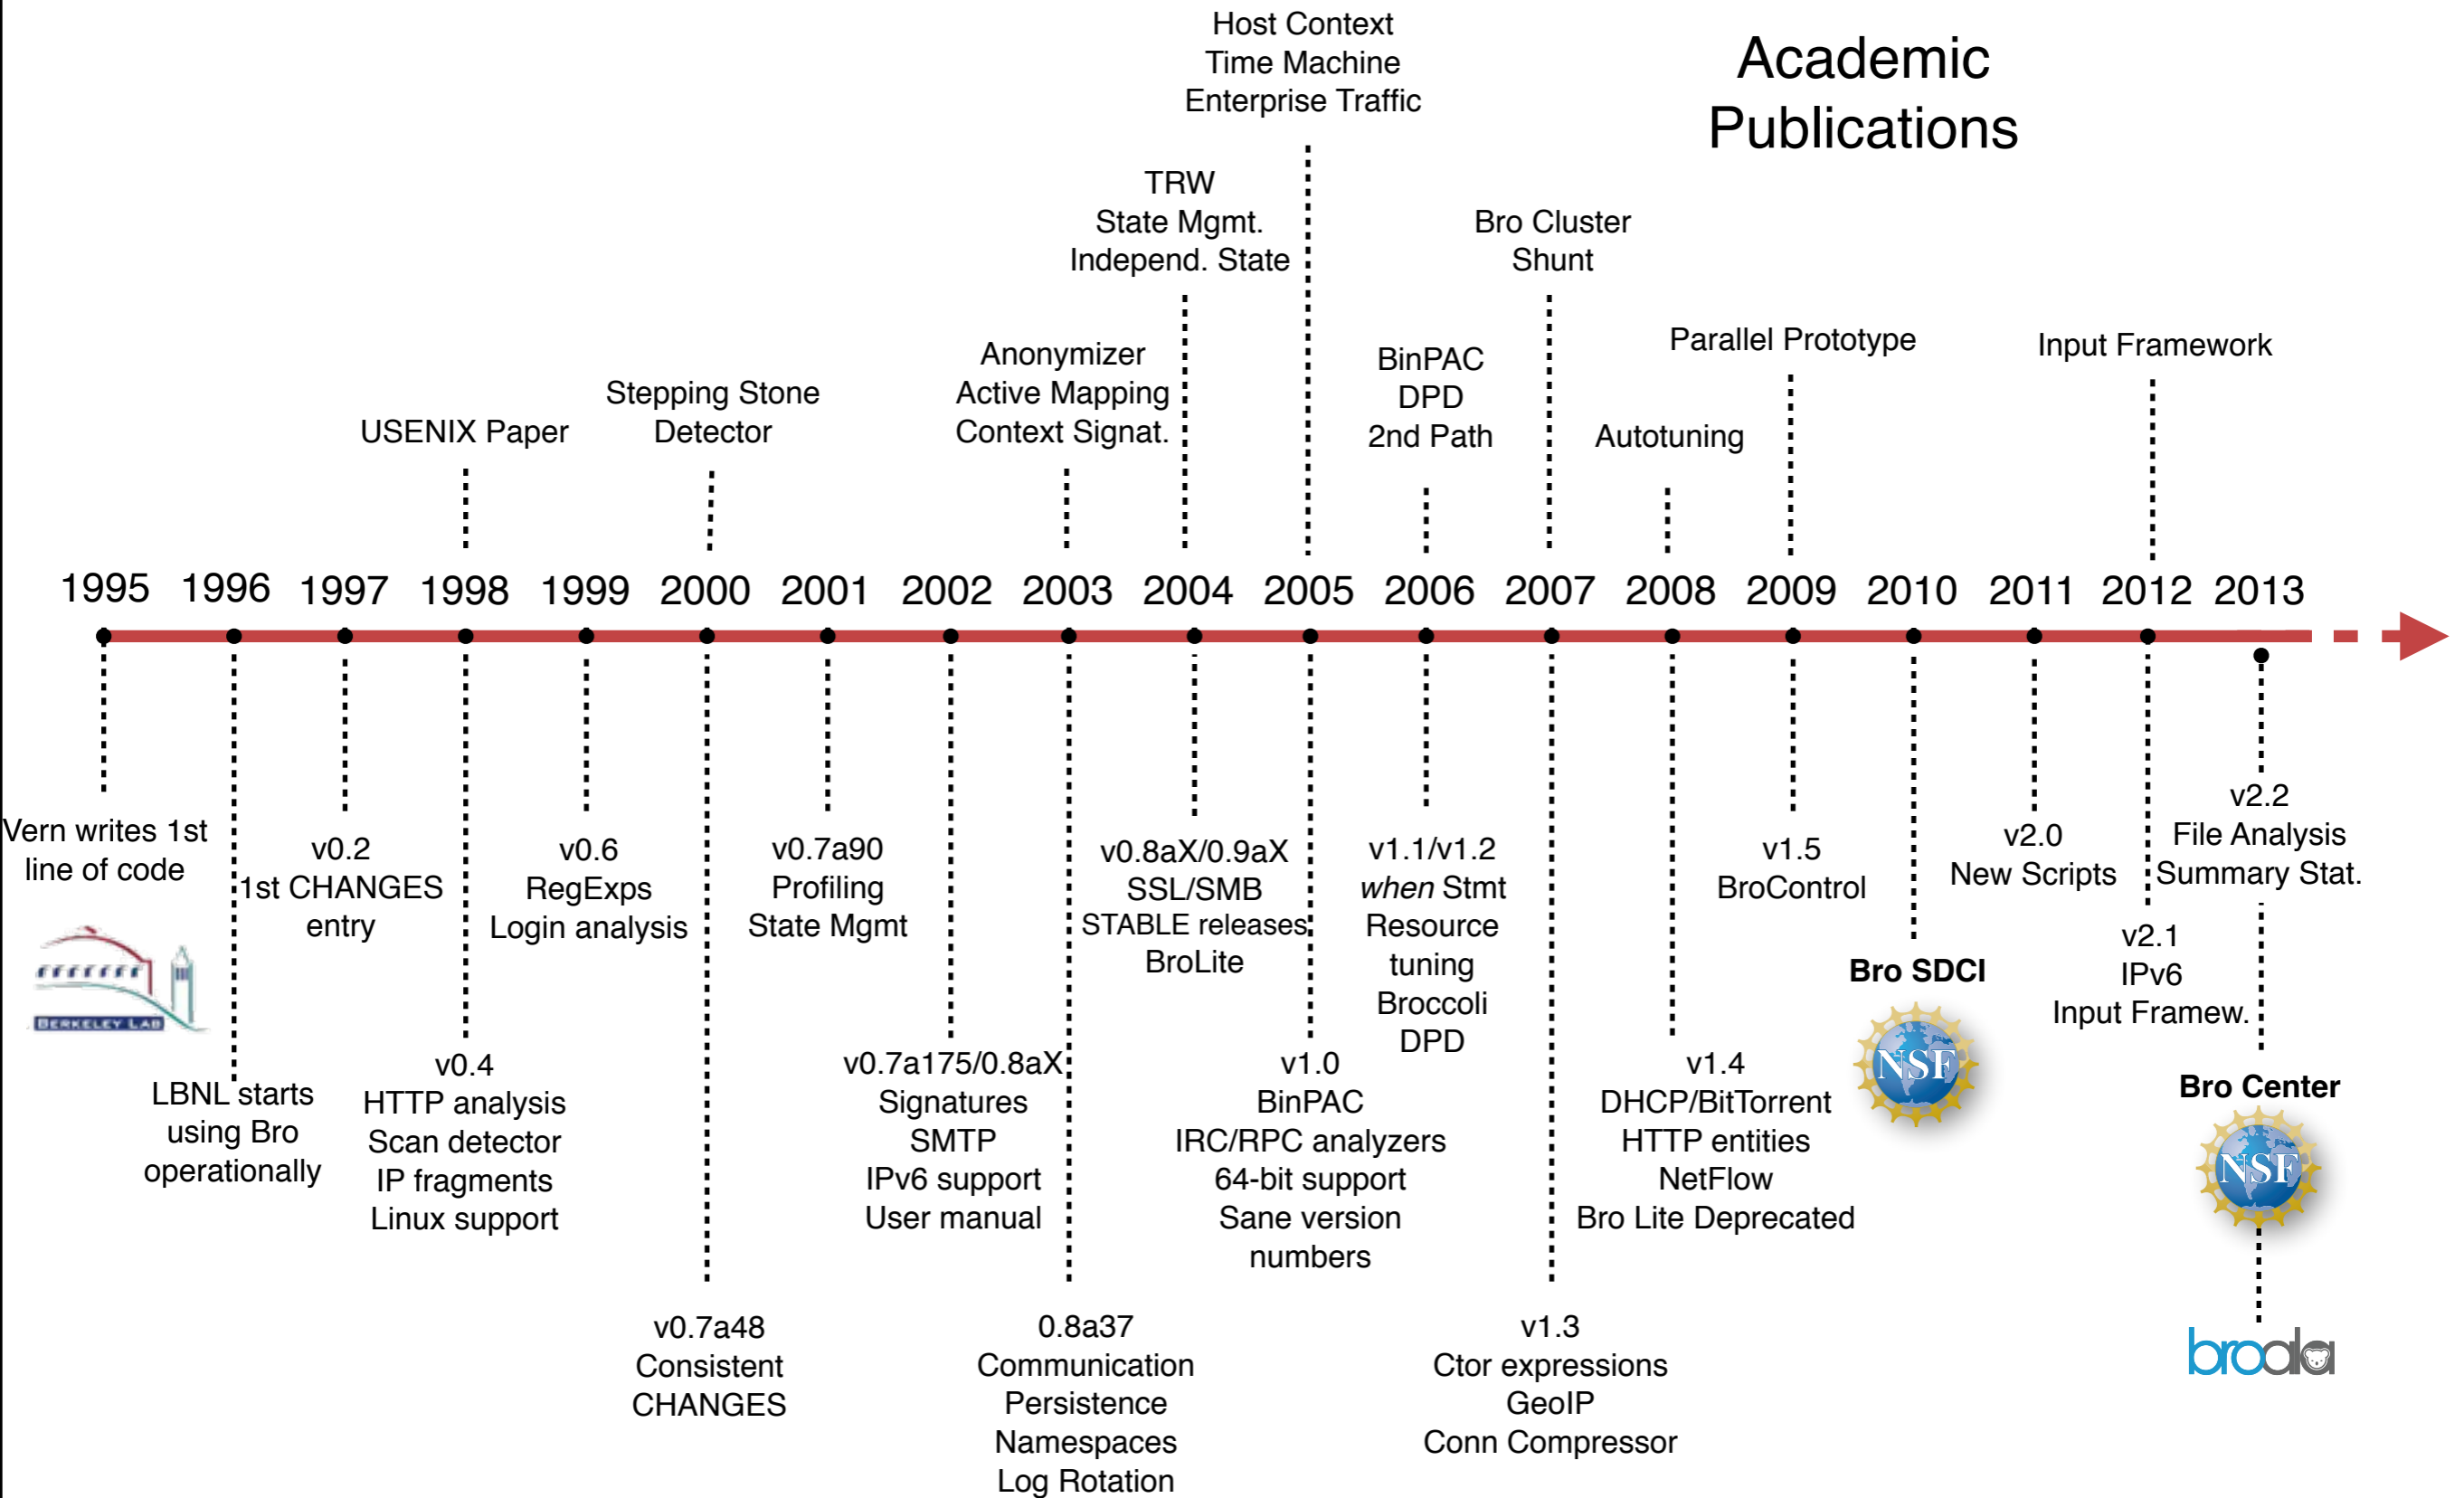 Host Context
Time Machine
Enterprise Traffic
Academic
Publications
TRW
State Mgmt.
Independ. State
Bro Cluster
Shunt
Anonymizer
Active Mapping
Context Signat.
BinPAC
DPD
2nd Path
Parallel Prototype
Input Framework
Stepping Stone
Detector
USENIX Paper
Autotuning
1995 1996 1997 1998 1999 2000 2001 2002 2003 2004 2005 2006 2007 2008 2009 2010 2011 2012 2013
Vern writes 1st
line of code
BERKELEY LAB
LBNL starts
using Bro
operationally
v0.2
1st CHANGES
entry
v0.4
HTTP analysis
Scan detector
IP fragments
Linux support
v0.6
RegExps
Login analysis
v0.7a48
Consistent
CHANGES
v0.7a90
Profiling
State Mgmt
v0.7a175/0.8aX
Signatures
SMTP
IPv6 support
User manual
0.8a37
Communication
Persistence
Namespaces
Log Rotation
v0.8aX/0.9aX
SSL/SMB
STABLE releases
BroLite
v1.0
BinPAC
IRC/RPC analyzers
64-bit support
Sane version
numbers
v1.1/v1.2
when Stmt
Resource
tuning
Broccoli
DPD
v1.3
Ctor expressions
GeoIP
Conn Compressor
v1.4
DHCP/BitTorrent
HTTP entities
NetFlow
Bro Lite Deprecated
v1.5
BroControl
Bro SDCI
NSF
v2.0
New Scripts
v2.1
IPv6
Input Framew.
v2.2
File Analysis
Summary Stat.
Bro Center
NSF
broala